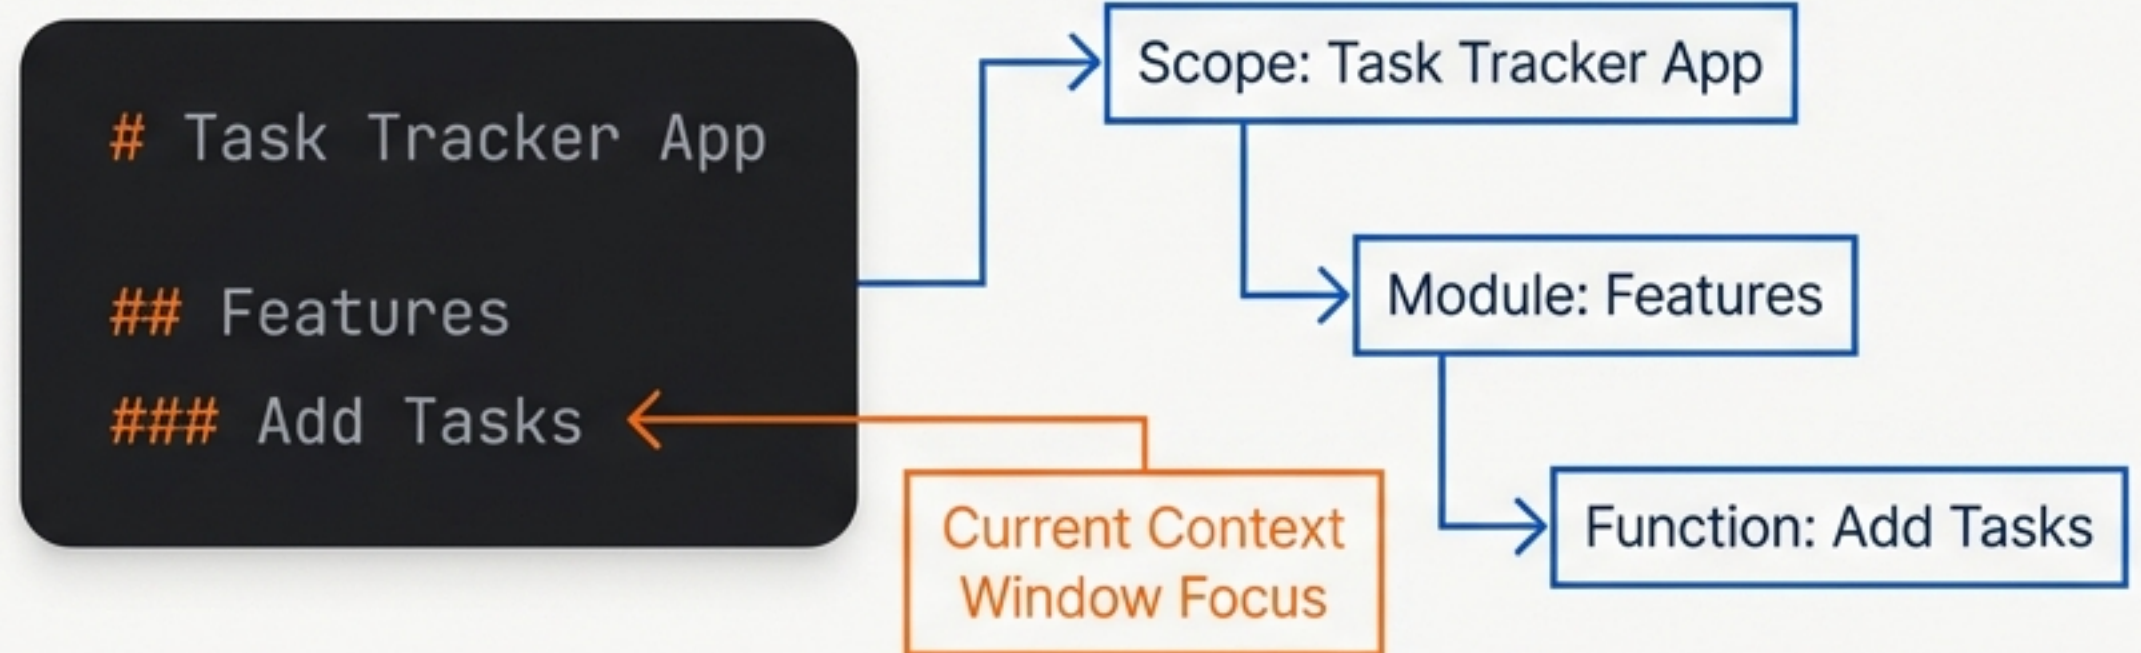 # Task Tracker App
## Features
### Add Tasks
Scope: Task Tracker App
Module: Features
Function: Add Tasks
Current Context
Window Focus